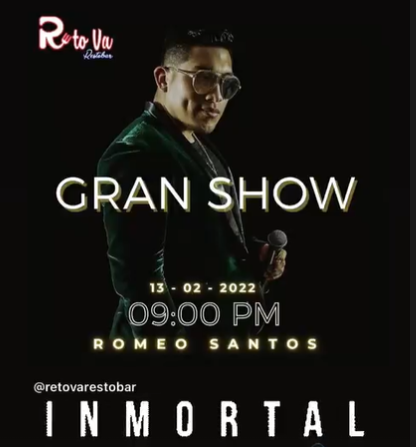 Reto Va
Restobar
GRAN SHOW
13 - 02 - 2022
09:00 PM
ROMEO SANTOS
@retovarestobar
INMORTAL